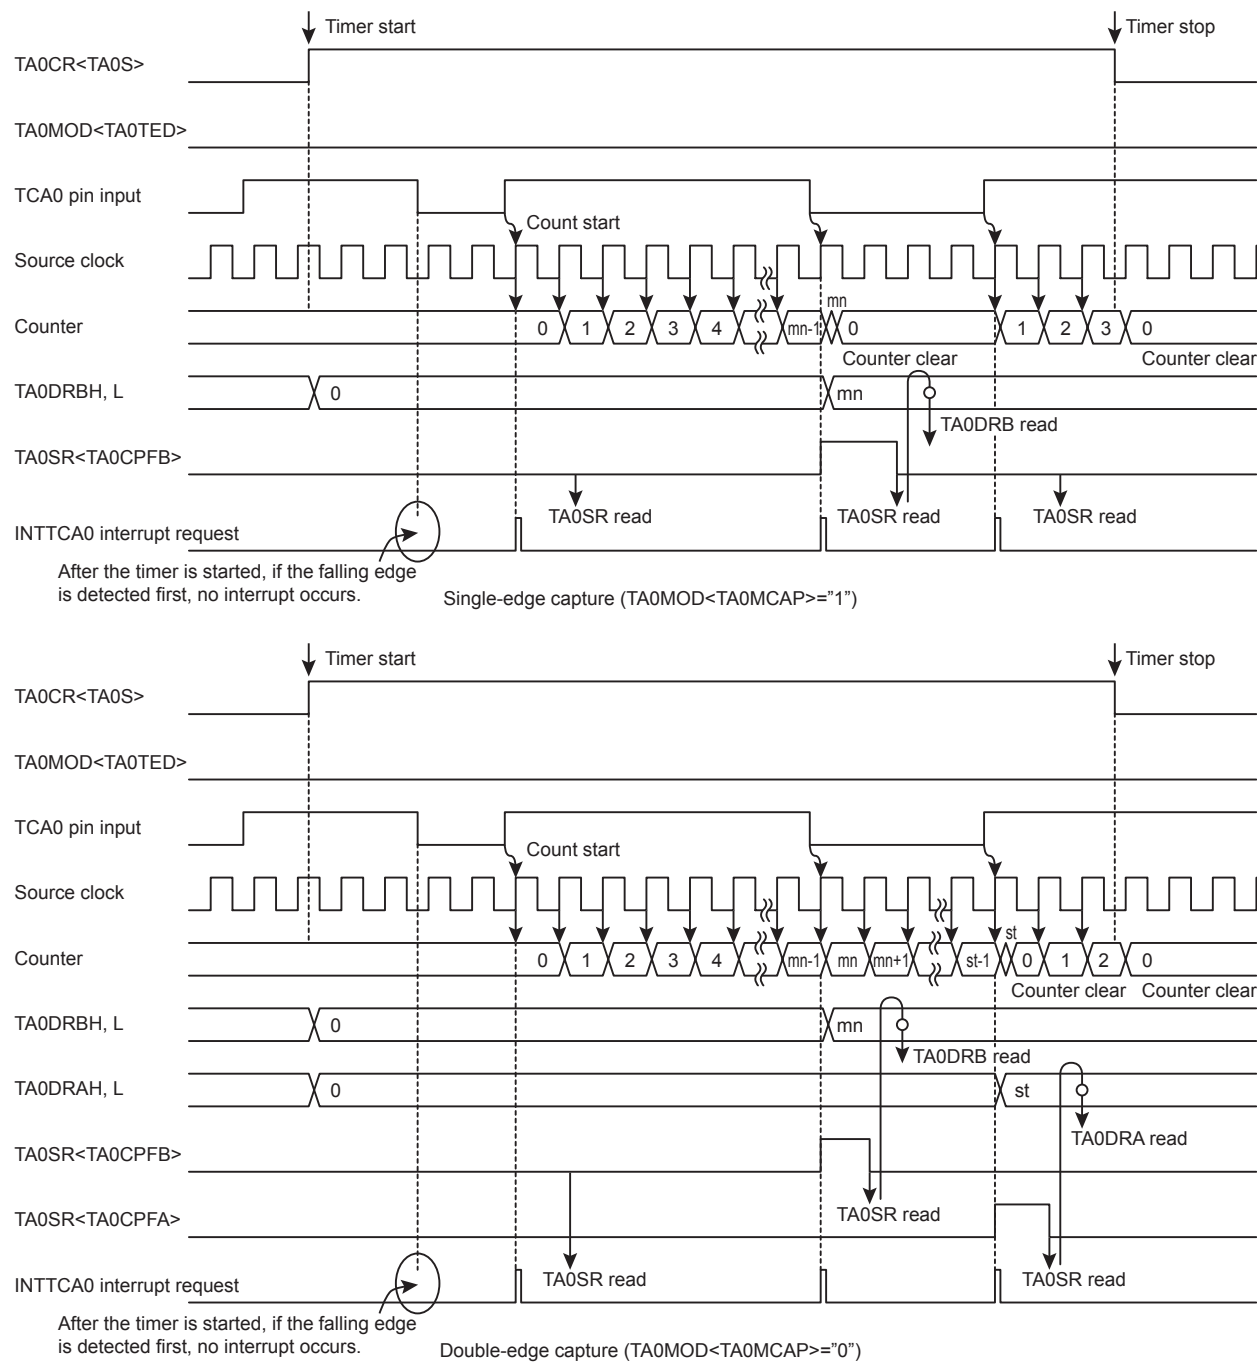 Timer start
Timer stop
TA0CR<TA0S>
TA0MOD<TA0TED>
TCA0 pin input
Count start
Source clock
mn
Counter
0 1 2 3 4 mn-1 0 1 2 3 0
Counter clear
Counter clear
TA0DRBH, L
0
mn
TA0DRB read
TA0SR<TA0CPFB>
TA0SR read
TA0SR read
TA0SR read
INTTCA0 interrupt request
After the timer is started, if the falling edge
is detected first, no interrupt occurs.
Single-edge capture (TA0MOD<TA0MCAP>=”1”)
Timer start
Timer stop
TA0CR<TA0S>
TA0MOD<TA0TED>
TCA0 pin input
Count start
Source clock
st
Counter
0 1 2 3 4 mn-1 mn mn+1 st-1 0 1 2 0
Counter clear
Counter clear
TA0DRBH, L
0
mn
TA0DRB read
TA0DRAH, L
0
st
TA0DRA read
TA0SR<TA0CPFB>
TA0SR read
TA0SR<TA0CPFA>
TA0SR read
TA0SR read
INTTCA0 interrupt request
After the timer is started, if the falling edge
is detected first, no interrupt occurs.
Double-edge capture (TA0MOD<TA0MCAP>=”0”)